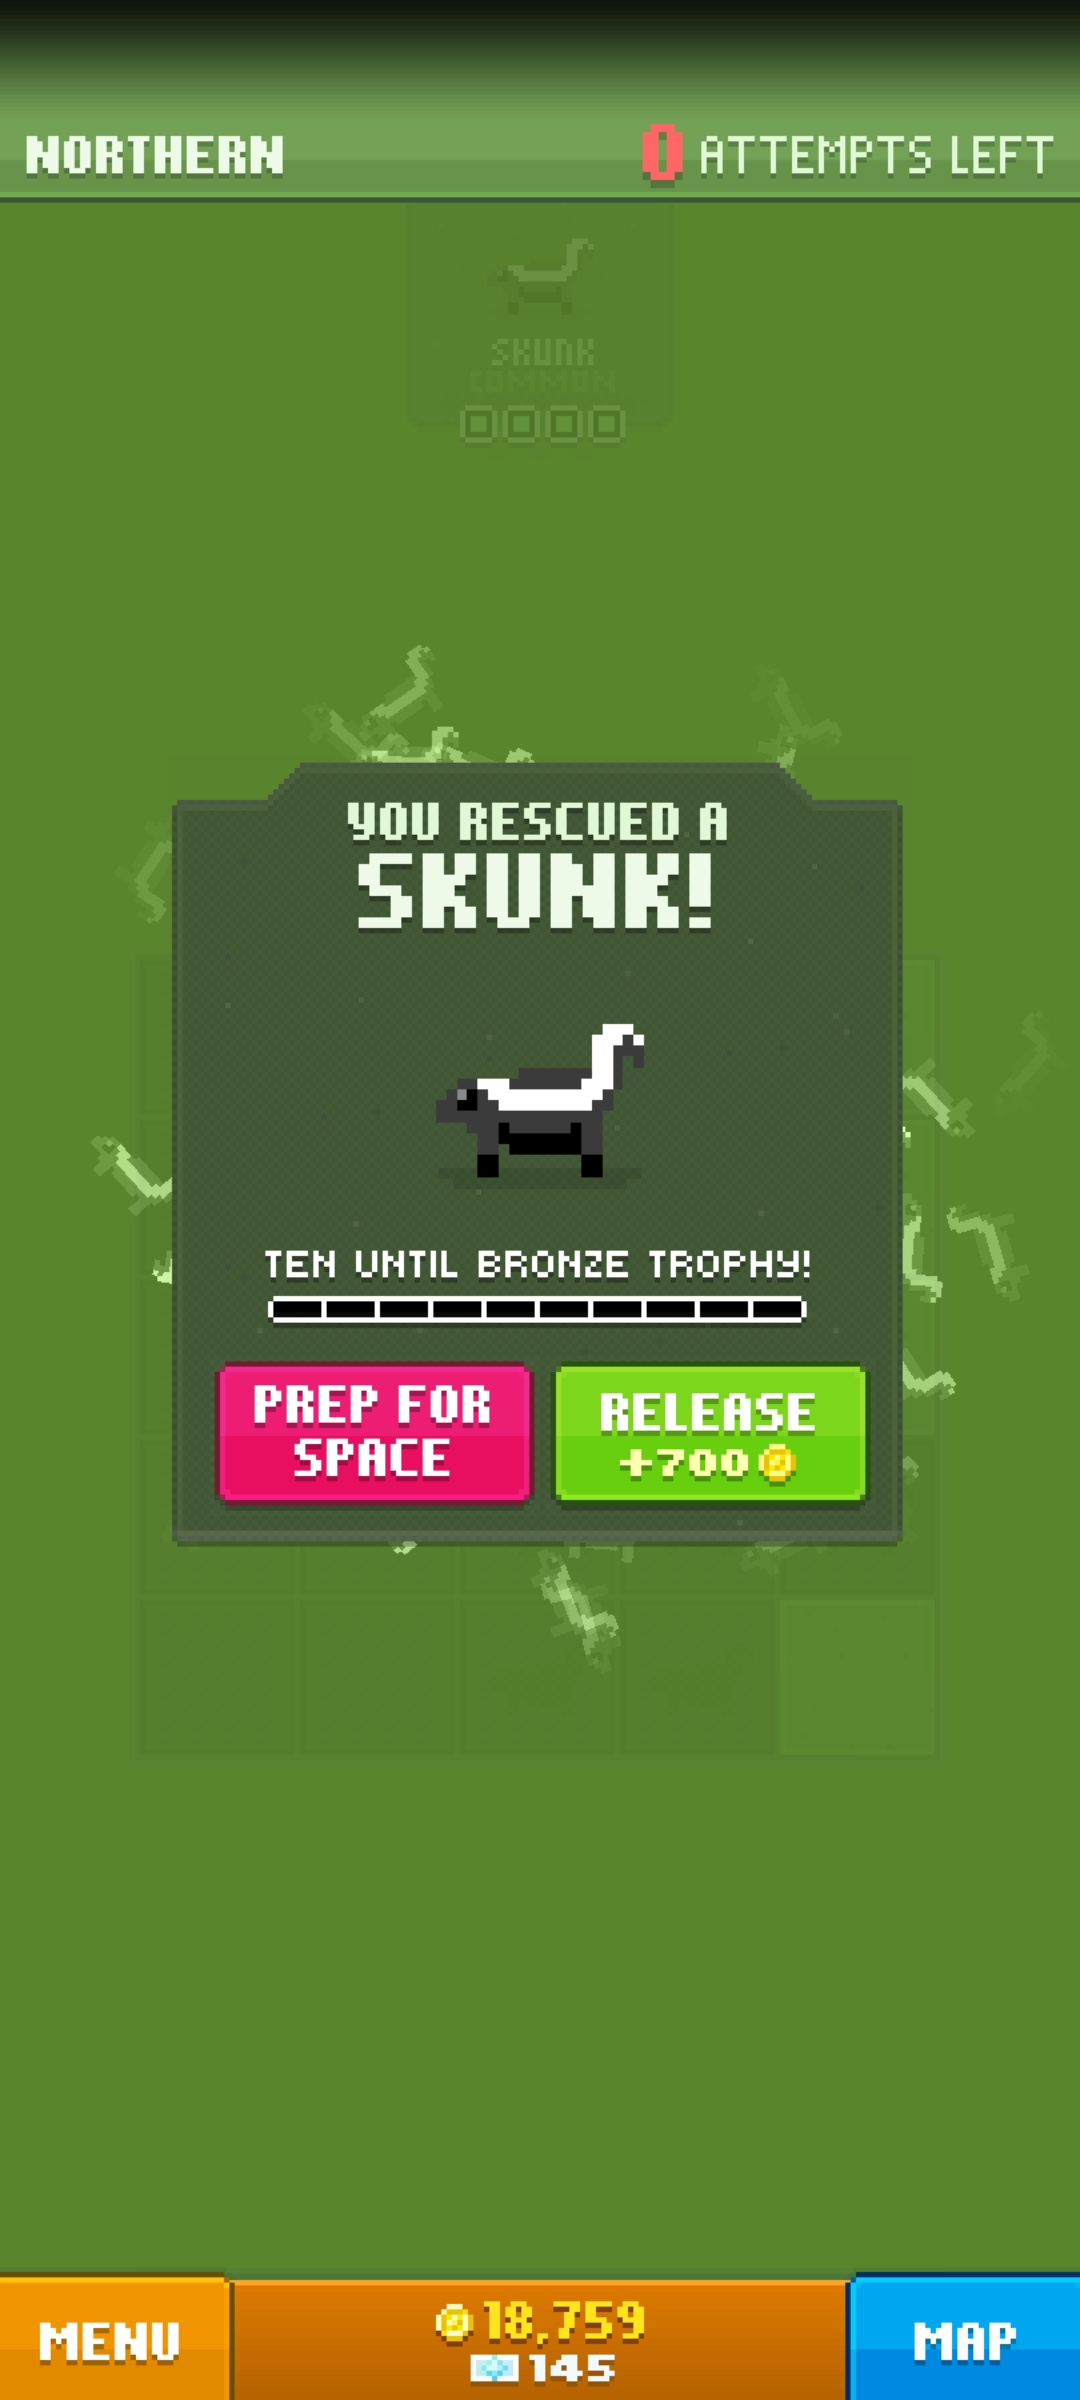 NORTHERN
0 ATTEMPTS LEFT
SKUNK
COMMON
YOU RESCUED A
SKUNK!
TEN UNTIL BRONZE TROPHY!
PREP FOR
SPACE
RELEASE
+700
MENU
18,759
145
MAP